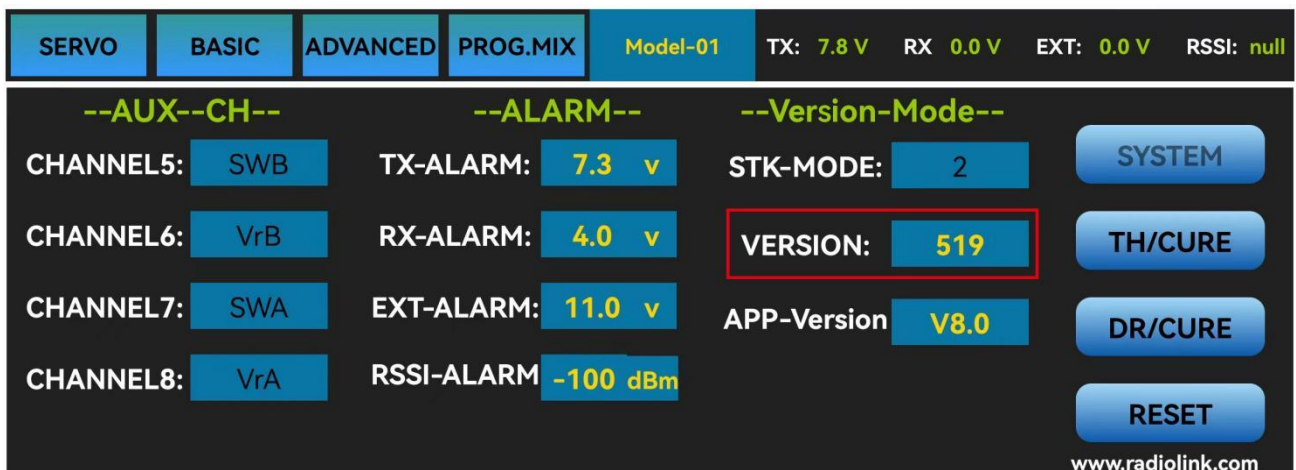 SERVO BASIC ADVANCED PROG.MIX Model-01 TX: 7.8 V RX 0.0 V EXT: 0.0 V RSSI: null
--AUX--CH-- --ALARM-- --Version-Mode--
CHANNEL5: SWB TX-ALARM: 7.3 v STK-MODE: 2 SYSTEM
CHANNEL6: VrB RX-ALARM: 4.0 v VERSION: 519 TH/CURE
CHANNEL7: SWA EXT-ALARM: 11.0 v APP-Version V8.0 DR/CURE
CHANNEL8: VrA RSSI-ALARM -100 dBm RESET
www.radiolink.com